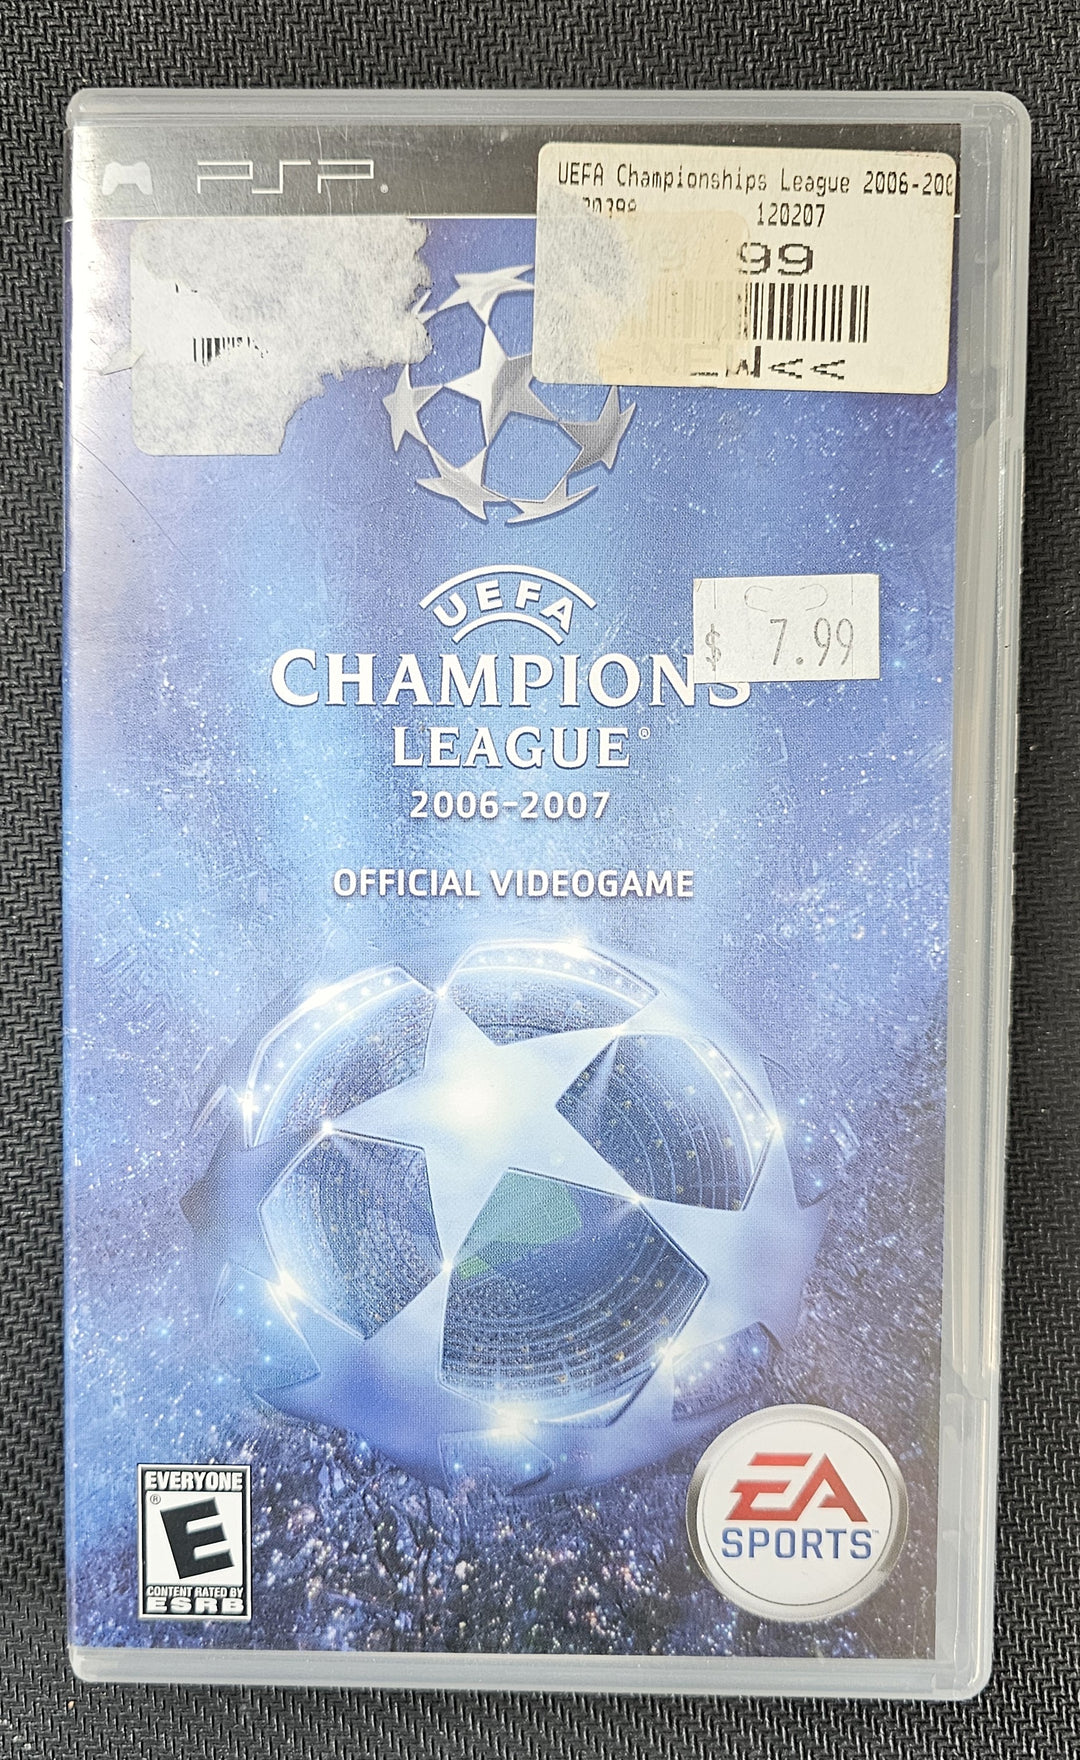 PSP
UEFA Championships League 2006-200
120207
99
$ 7.99
UEFA
CHAMPIONS
LEAGUE®
2006-2007
OFFICIAL VIDEOGAME
EVERYONE
E
CONTENT RATED BY
ESRB
EA
SPORTS™